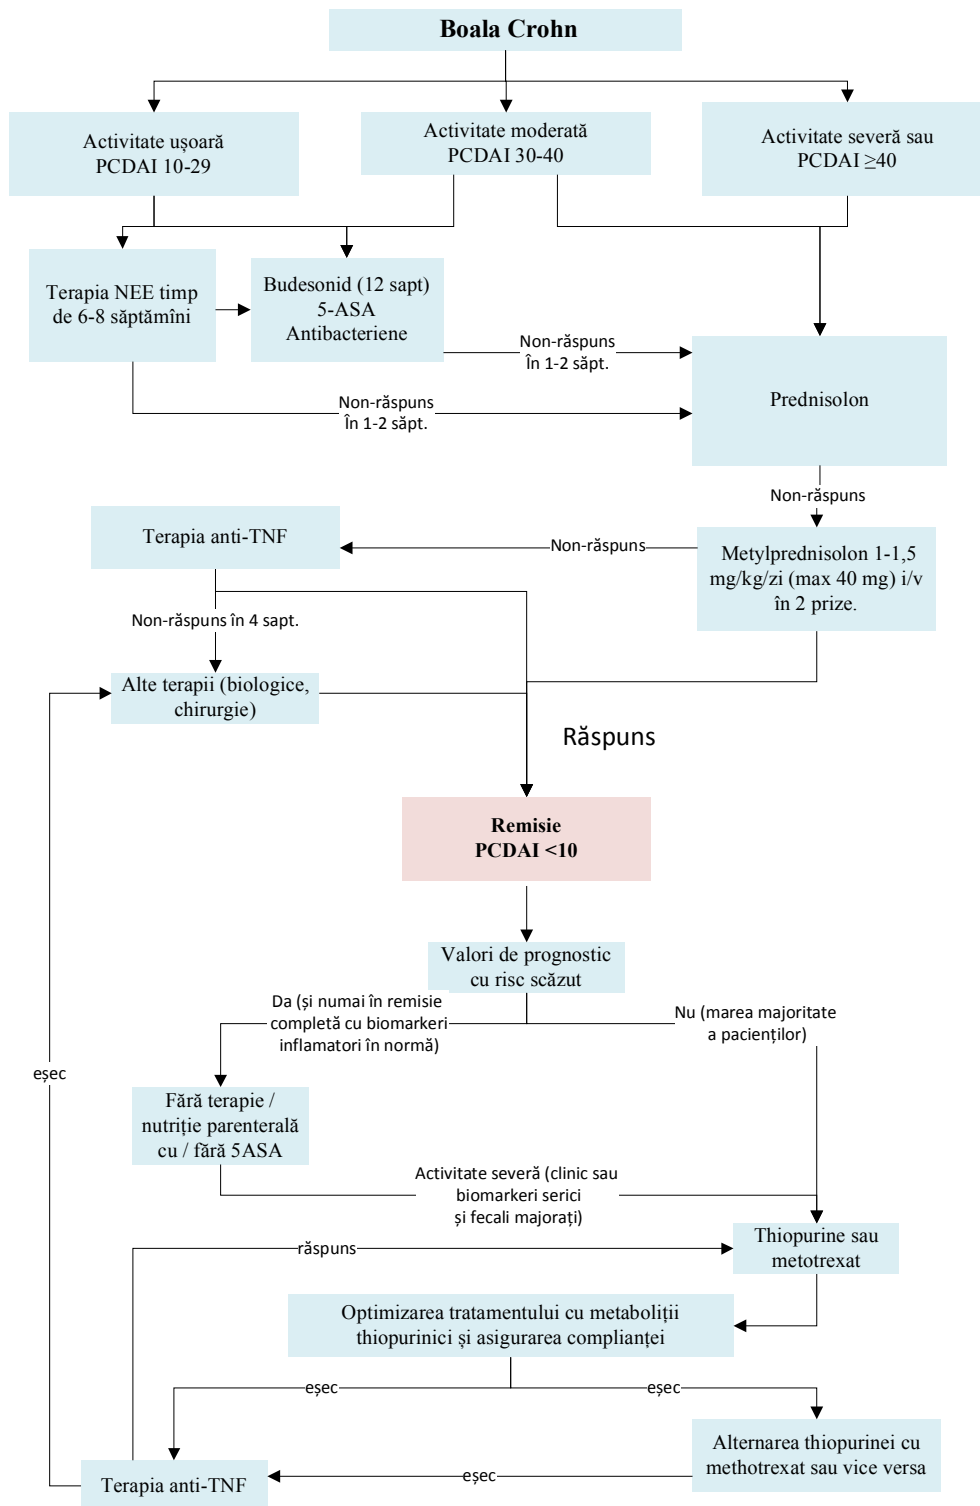 Boala Crohn
Activitate ușoară
PCDAI 10-29
Activitate moderată
PCDAI 30-40
Activitate severă sau
PCDAI ≥40
Terapia NEE timp
de 6-8 săptămîni
Budesonid (12 sapt)
5-ASA
Antibacteriene
Non-răspuns
În 1-2 săpt.
Non-răspuns
În 1-2 săpt.
Prednisolon
Non-răspuns
Terapia anti-TNF
Non-răspuns
Metylprednisolon 1-1,5
mg/kg/zi (max 40 mg) i/v
în 2 prize.
Non-răspuns în 4 sapt.
Alte terapii (biologice,
chirurgie)
Răspuns
Remisie
PCDAI <10
Valori de prognostic
cu risc scăzut
Da (și numai în remisie
completă cu biomarkeri
inflamatori în normă)
Nu (marea majoritate
a pacienților)
eșec
Fără terapie /
nutriție parenterală
cu / fără 5ASA
Activitate severă (clinic sau
biomarkeri serici
și fecali majorați)
Thiopurine sau
metotrexat
răspuns
Optimizarea tratamentului cu metaboliții
thiopurinici și asigurarea complianței
eșec
eșec
Alternarea thiopurinei cu
methotrexat sau vice versa
eșec
Terapia anti-TNF